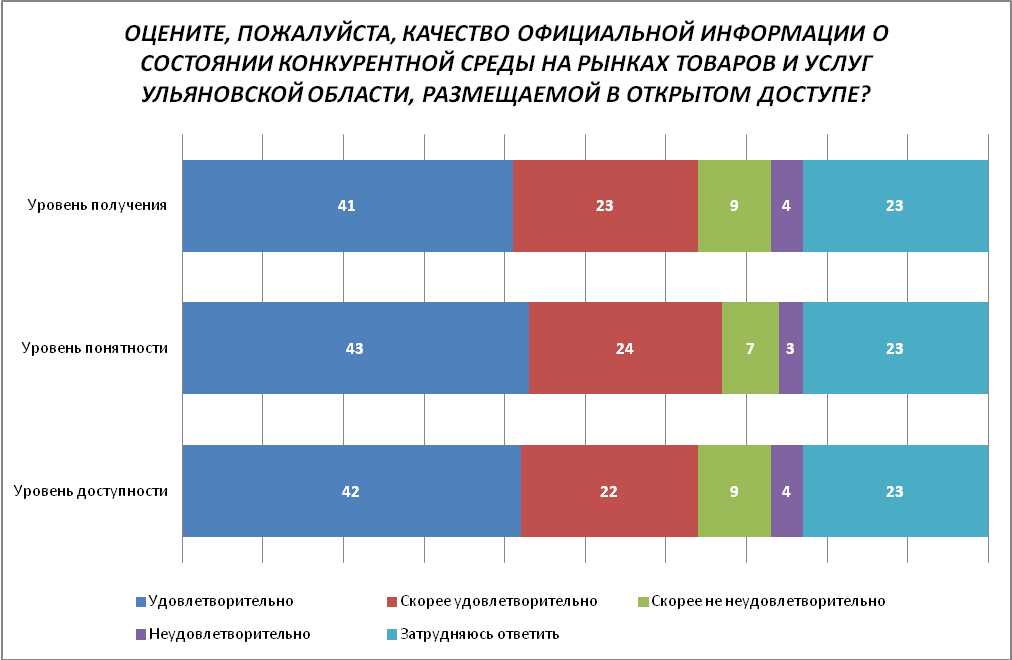 ОЦЕНИТЕ, ПОЖАЛУЙСТА, КАЧЕСТВО ОФИЦИАЛЬНОЙ ИНФОРМАЦИИ О
СОСТОЯНИИ КОНКУРЕНТНОЙ СРЕДЫ НА РЫНКАХ ТОВАРОВ И УСЛУГ
УЛЬЯНОВСКОЙ ОБЛАСТИ, РАЗМЕЩАЕМОЙ В ОТКРЫТОМ ДОСТУПЕ?
Уровень получения 41 23 9 4 23
Уровень понятности 43 24 7 3 23
Уровень доступности 42 22 9 4 23
Удовлетворительно Скорее удовлетворительно Скорее не неудовлетворительно
Неудовлетворительно Затрудняюсь ответить